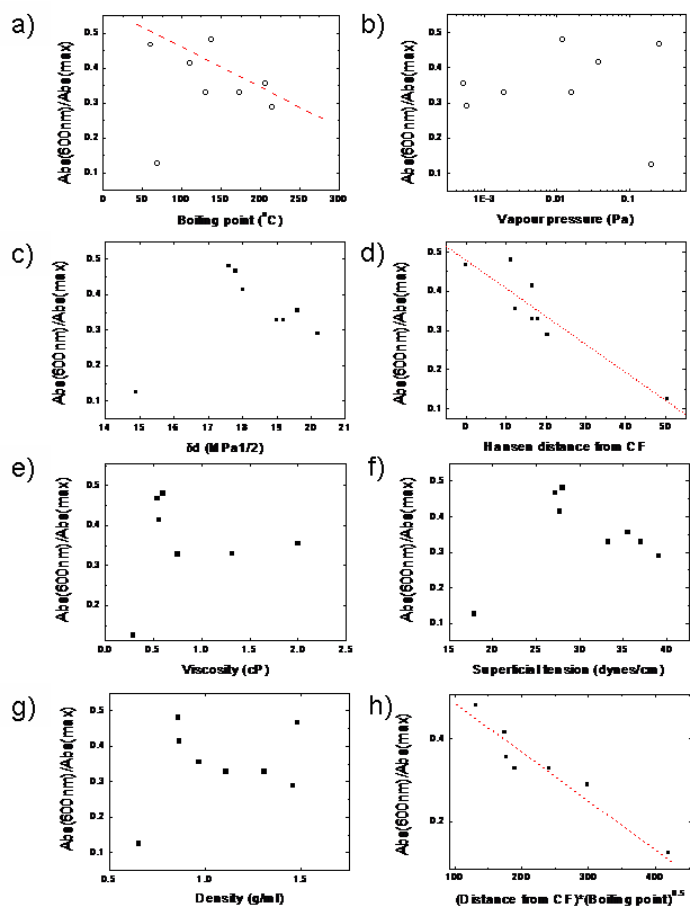 a)
Abs(600nm)/Abs(max)
0.5
0.4
0.3
0.2
0.1
0 50 100 150 200 250 300
Boiling point (°C)
b)
Abs(600nm)/Abs(max)
0.5
0.4
0.3
0.2
0.1
1E-3 0.01 0.1
Vapour pressure (Pa)
c)
Abs(600nm)/Abs(max)
0.5
0.4
0.3
0.2
0.1
14 15 16 17 18 19 20 21
δd (MPa1/2)
d)
Abs(600nm)/Abs(max)
0.5
0.4
0.3
0.2
0.1
0 10 20 30 40 50
Hansen distance from CF
e)
Abs(600nm)/Abs(max)
0.5
0.4
0.3
0.2
0.0 0.5 1.0 1.5 2.0 2.5
Viscosity (cP)
f)
Abs(600nm)/Abs(max)
0.5
0.4
0.3
0.2
0.1
15 20 25 30 35 40
Superficial tension (dynes/cm)
g)
Abs(600nm)/Abs(max)
0.5
0.4
0.3
0.2
0.1
1.0 1.5
Density (g/ml)
h)
Abs(600nm)/Abs(max)
0.4
0.2
100 200 300 400
(Distance from CF)*(Boiling point)^0.5